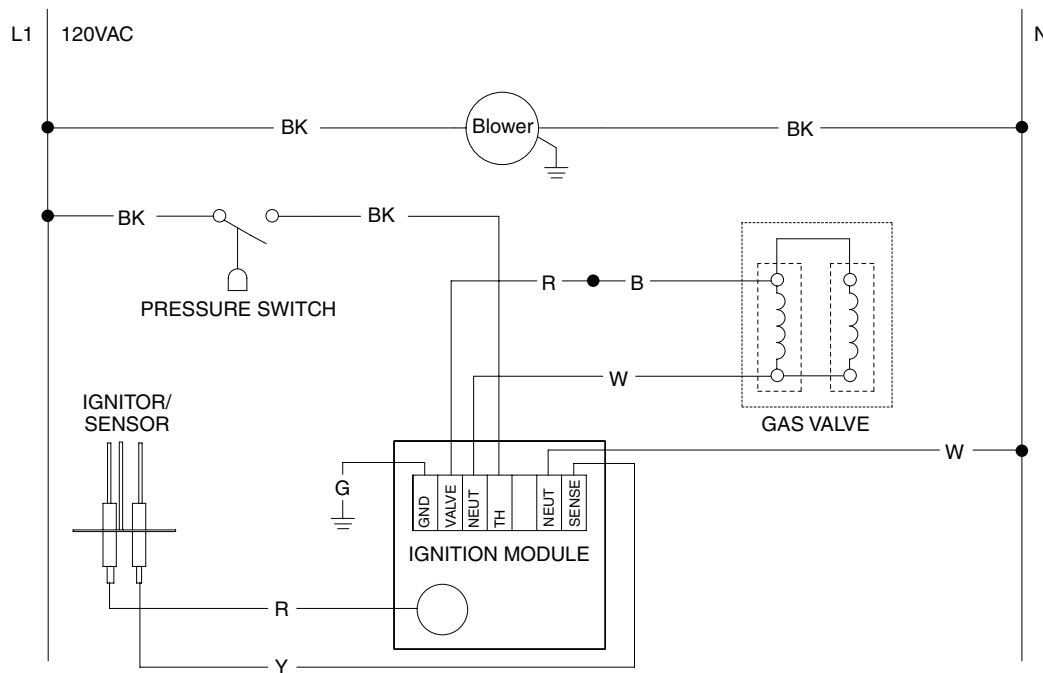 L1 120VAC N
BK Blower BK
BK BK
PRESSURE SWITCH
R B
W
GAS VALVE
IGNITOR/
SENSOR
W
G
GND VALVE NEUT TH NEUT SENSE
IGNITION MODULE
R
Y